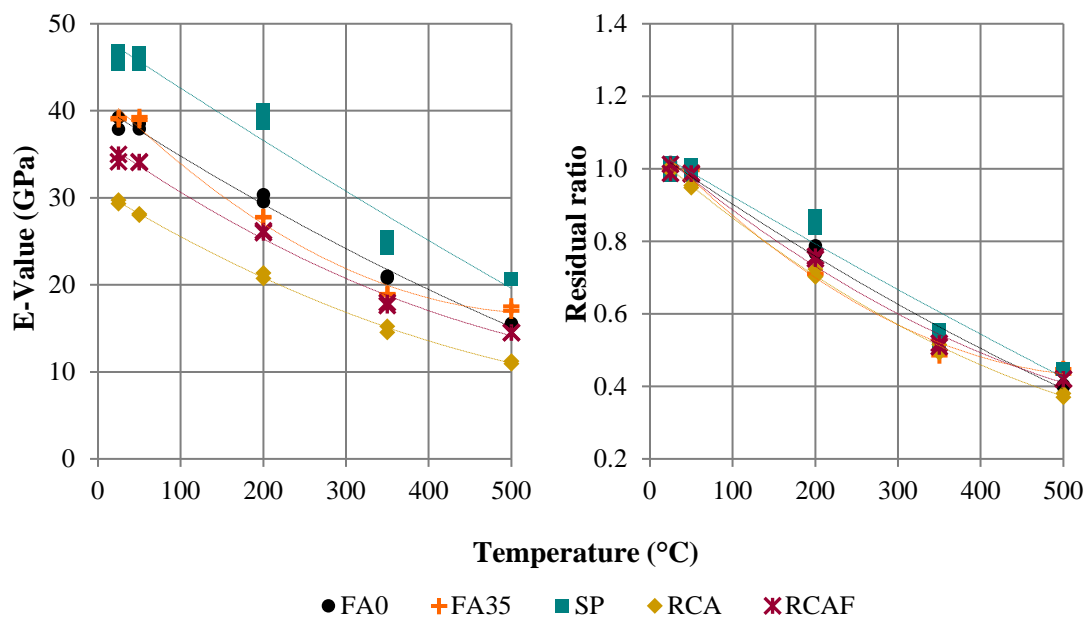 E-Value (GPa)
50
40
30
20
10
0
0 100 200 300 400 500
Residual ratio
1.4
1.2
1.0
0.8
0.6
0.4
0.2
0 100 200 300 400 500
Temperature (°C)
FA0 FA35 SP RCA RCAF